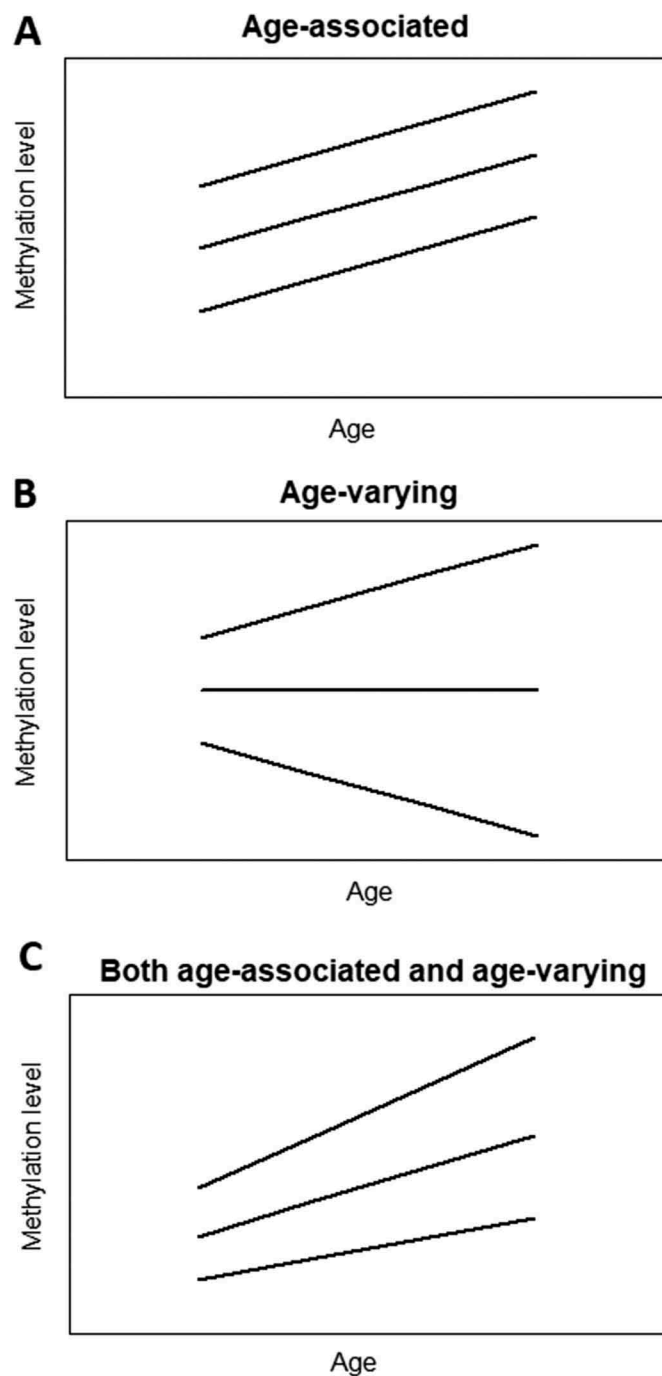 A
Age-associated
Methylation level
Age
B
Age-varying
Methylation level
Age
C
Both age-associated and age-varying
Methylation level
Age